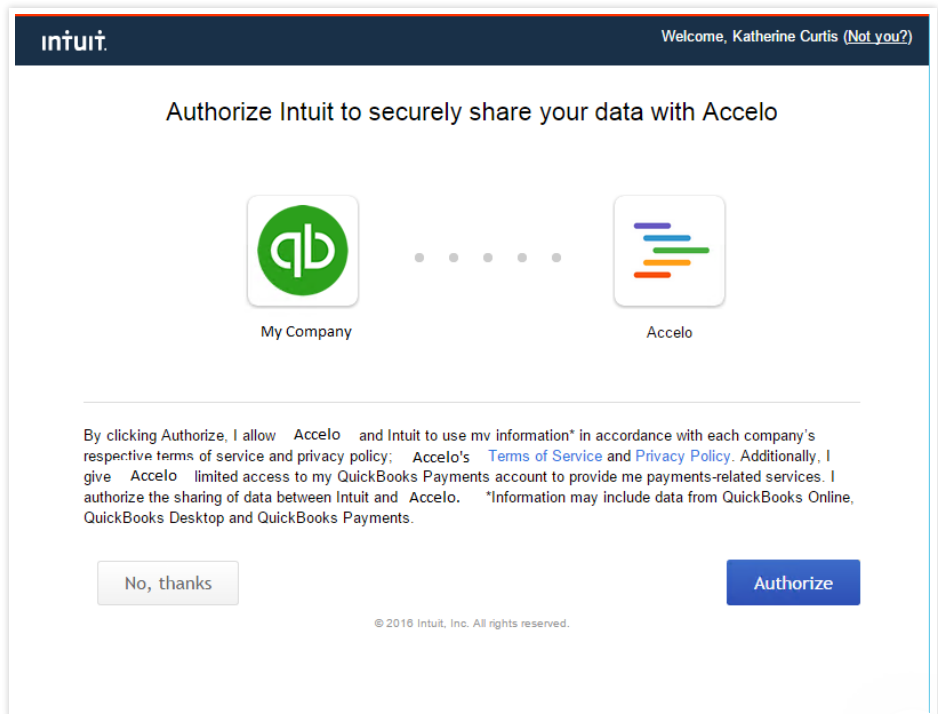 ıntuıt.
Welcome, Katherine Curtis (Not you?)
Authorize Intuit to securely share your data with Accelo
qb
My Company
Accelo
By clicking Authorize, I allow Accelo and Intuit to use my information* in accordance with each company's
respective terms of service and privacy policy; Accelo's Terms of Service and Privacy Policy. Additionally, I
give Accelo limited access to my QuickBooks Payments account to provide me payments-related services. I
authorize the sharing of data between Intuit and Accelo. *Information may include data from QuickBooks Online,
QuickBooks Desktop and QuickBooks Payments.
No, thanks
Authorize
© 2016 Intuit, Inc. All rights reserved.